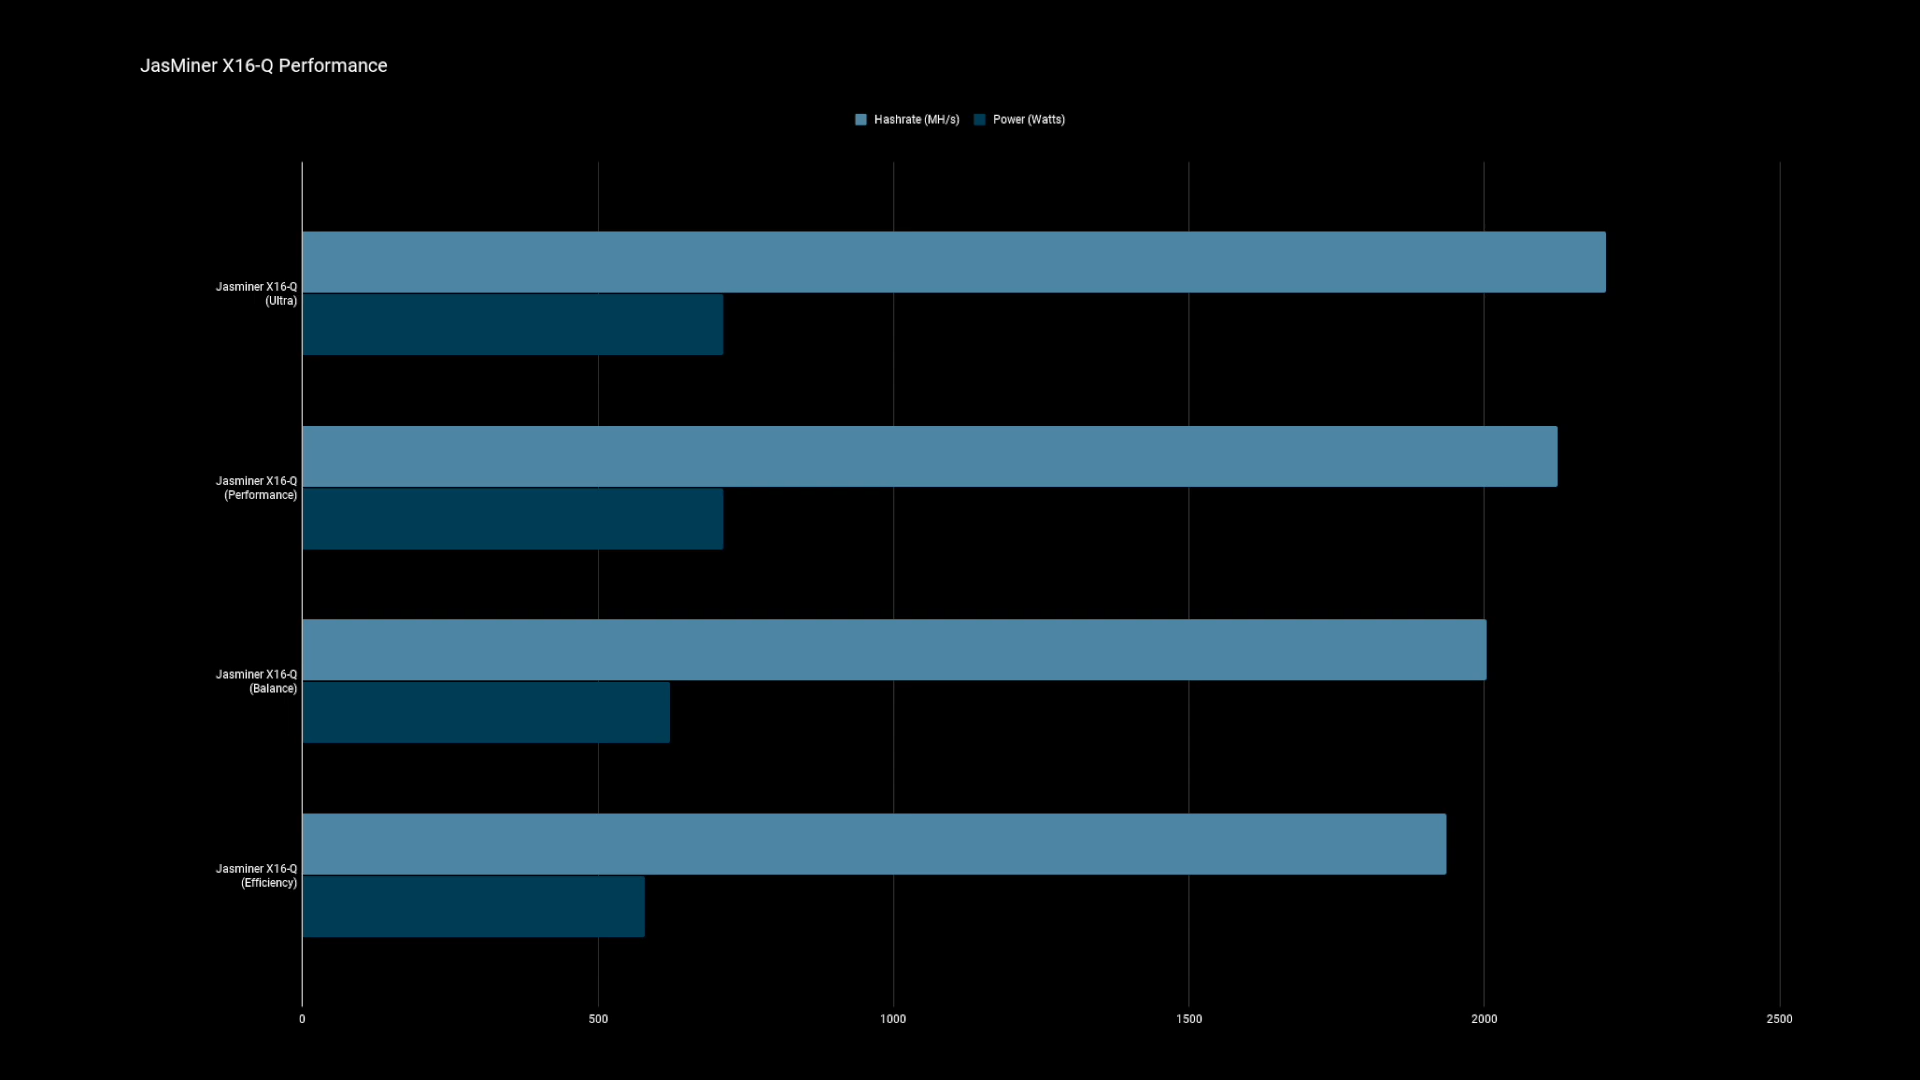 JasMiner X16-Q Performance
Hashrate (MH/s) Power (Watts)
Jasminer X16-Q
(Ultra)
Jasminer X16-Q
(Performance)
Jasminer X16-Q
(Balance)
Jasminer X16-Q
(Efficiency)
0 500 1000 1500 2000 2500